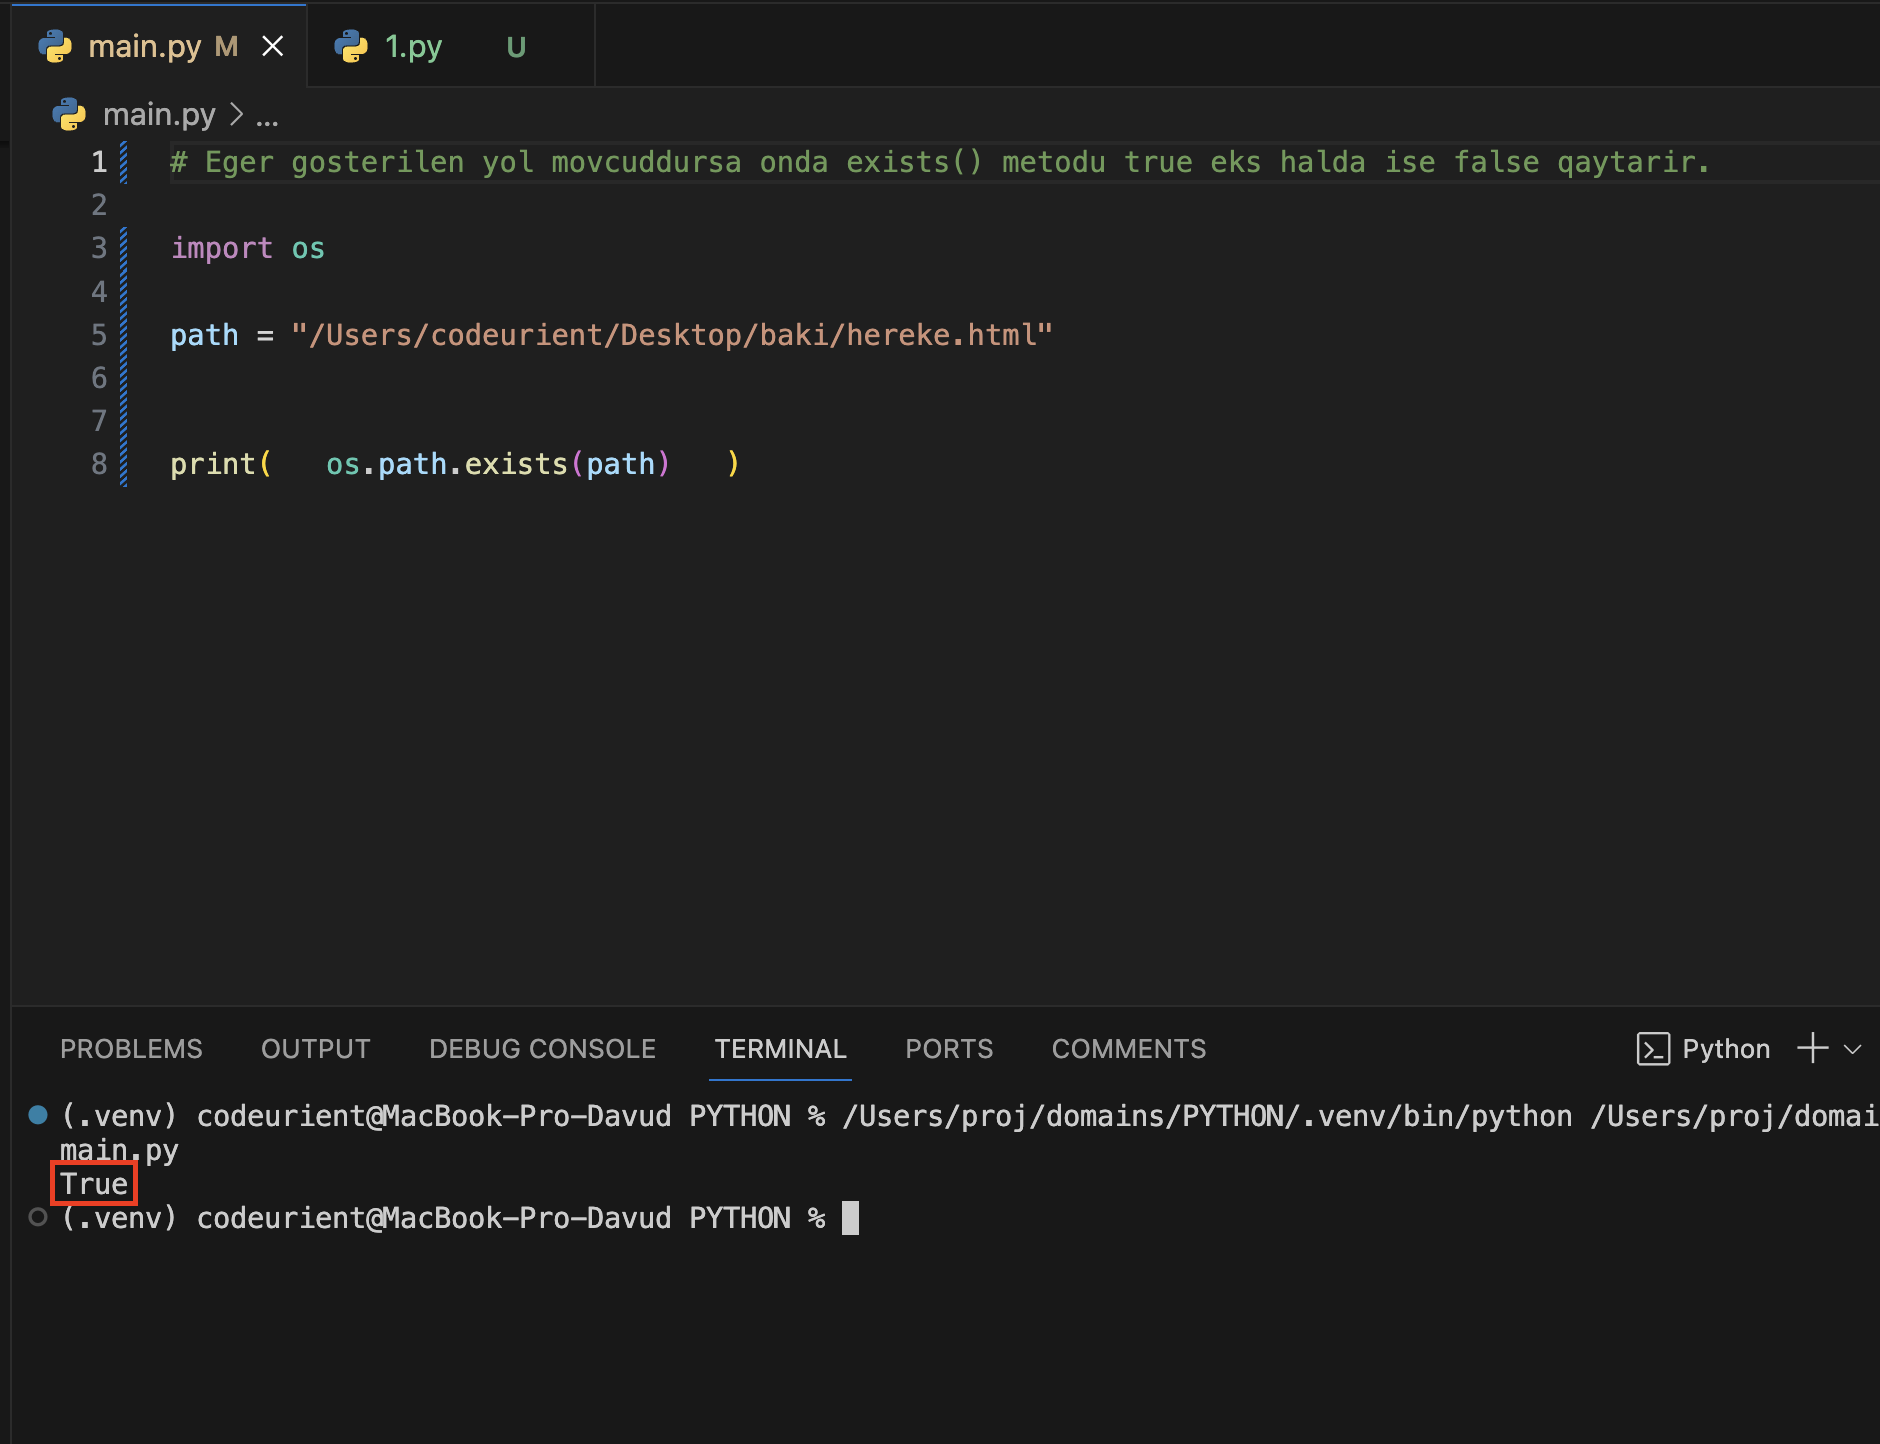 main.py M
1.py U
main.py > ...
1 # Eger gosterilen yol movcuddursa onda exists() metodu true eks halda ise false qaytarir.
2
3 import os
4
5 path = "/Users/codeurient/Desktop/baki/hereke.html"
6
7
8 print(   os.path.exists(path)   )
PROBLEMS OUTPUT DEBUG CONSOLE TERMINAL PORTS COMMENTS Python
(.venv) codeurient@MacBook-Pro-Davud PYTHON % /Users/proj/domains/PYTHON/.venv/bin/python /Users/proj/domai
main.py
True
(.venv) codeurient@MacBook-Pro-Davud PYTHON %